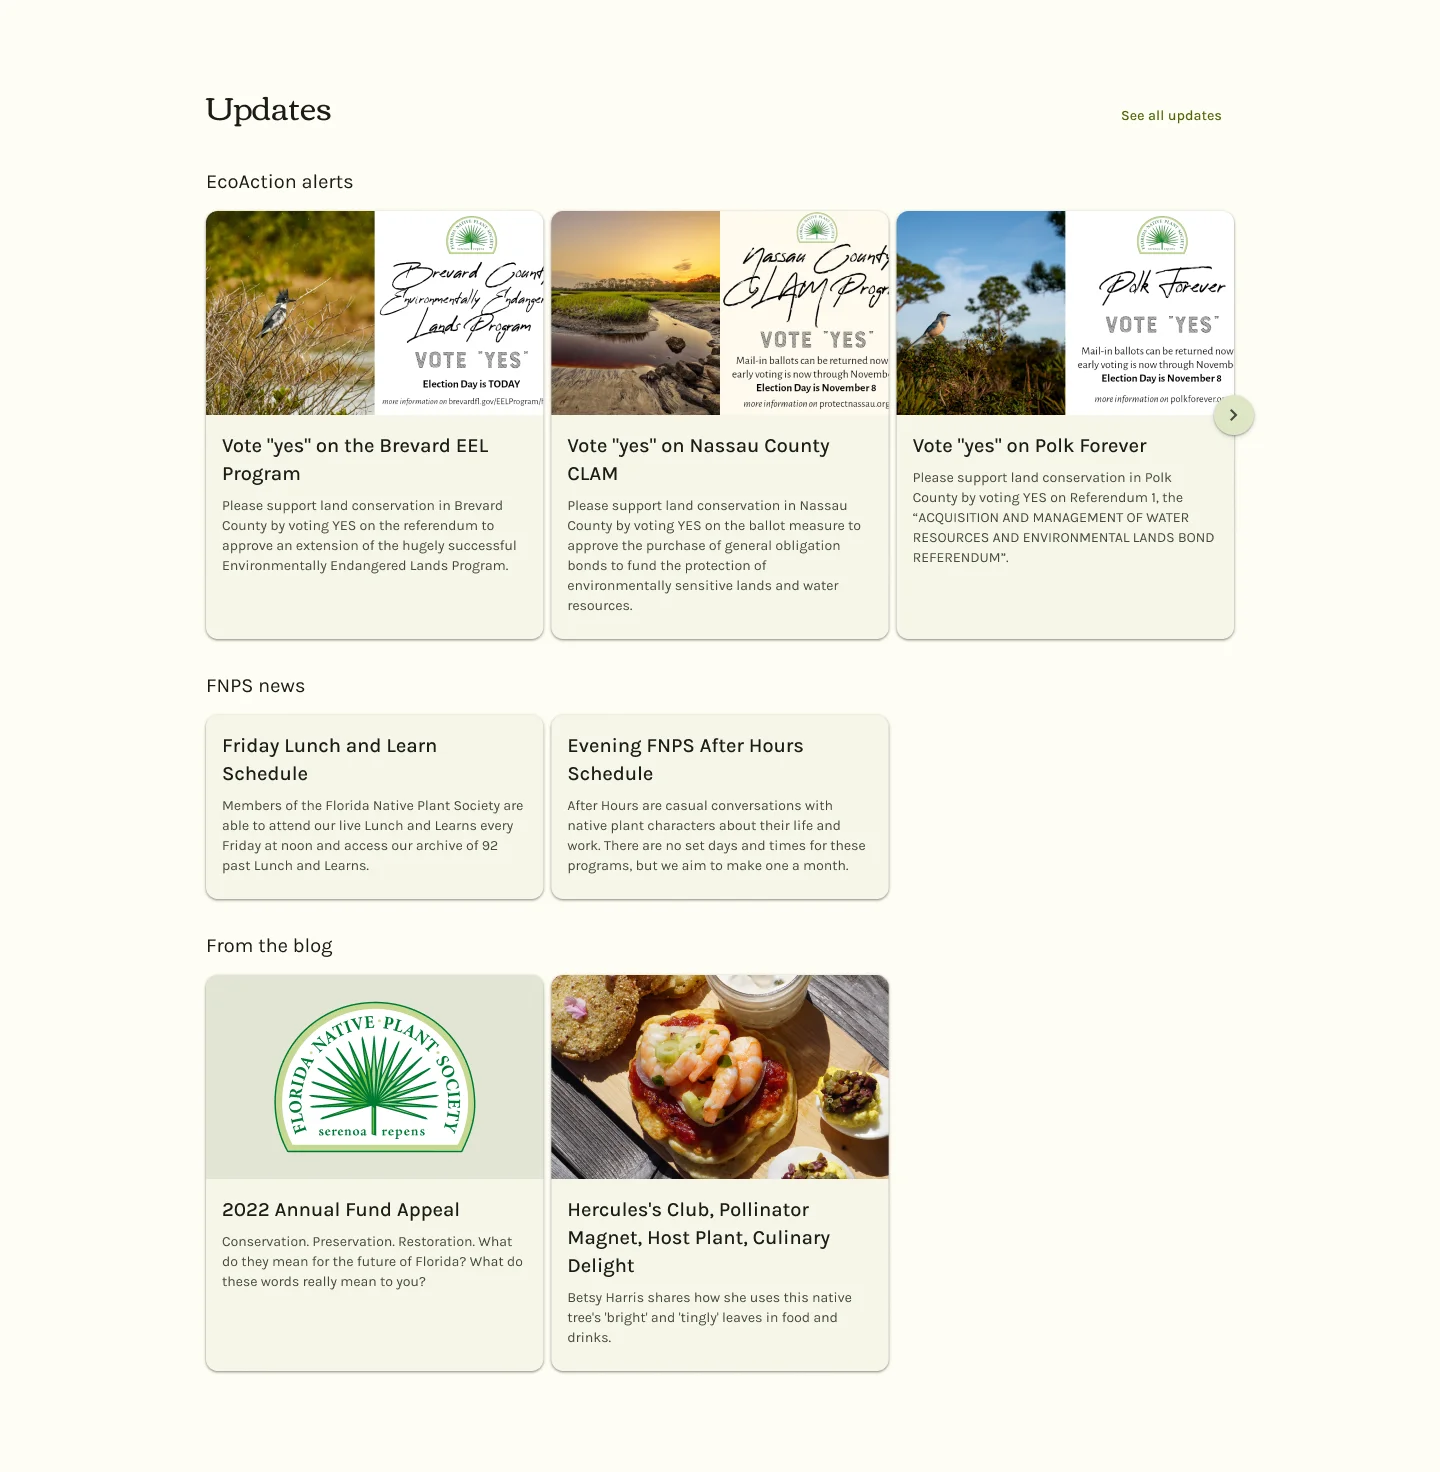 Updates
See all updates
EcoAction alerts
FLORIDA NATIVE PLANT SOCIETY
serenoa repens
Brevard Count
Environmentally Endanger
Lands Program
VOTE "YES"
Election Day is TODAY
more information on brevardfl.gov/EELProgram/
Vote "yes" on the Brevard EEL
Program
Please support land conservation in Brevard
County by voting YES on the referendum to
approve an extension of the hugely successful
Environmentally Endangered Lands Program.
Nassau County
CLAM Progr
VOTE "YES"
Mail-in ballots can be returned now
early voting is now through Novemb
Election Day is November 8
more information on protectnassau.org
Vote "yes" on Nassau County
CLAM
Please support land conservation in Nassau
County by voting YES on the ballot measure to
approve the purchase of general obligation
bonds to fund the protection of
environmentally sensitive lands and water
resources.
FLORIDA NATIVE PLANT SOCIETY
serenoa repens
Polk Forever
VOTE "YES"
Mail-in ballots can be returned now
early voting is now through Novemb
Election Day is November 8
more information on polkforever.o
Vote "yes" on Polk Forever
Please support land conservation in Polk
County by voting YES on Referendum 1, the
“ACQUISITION AND MANAGEMENT OF WATER
RESOURCES AND ENVIRONMENTAL LANDS BOND
REFERENDUM”.
FNPS news
Friday Lunch and Learn
Schedule
Members of the Florida Native Plant Society are
able to attend our live Lunch and Learns every
Friday at noon and access our archive of 92
past Lunch and Learns.
Evening FNPS After Hours
Schedule
After Hours are casual conversations with
native plant characters about their life and
work. There are no set days and times for these
programs, but we aim to make one a month.
From the blog
FLORIDA · NATIVE · PLANT · SOCIETY
serenoa repens
2022 Annual Fund Appeal
Conservation. Preservation. Restoration. What
do they mean for the future of Florida? What do
these words really mean to you?
Hercules's Club, Pollinator
Magnet, Host Plant, Culinary
Delight
Betsy Harris shares how she uses this native
tree's 'bright' and 'tingly' leaves in food and
drinks.